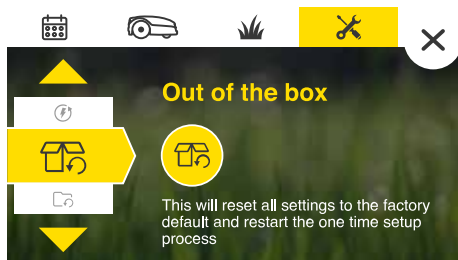 Out of the box
This will reset all settings to the factory
default and restart the one time setup
process